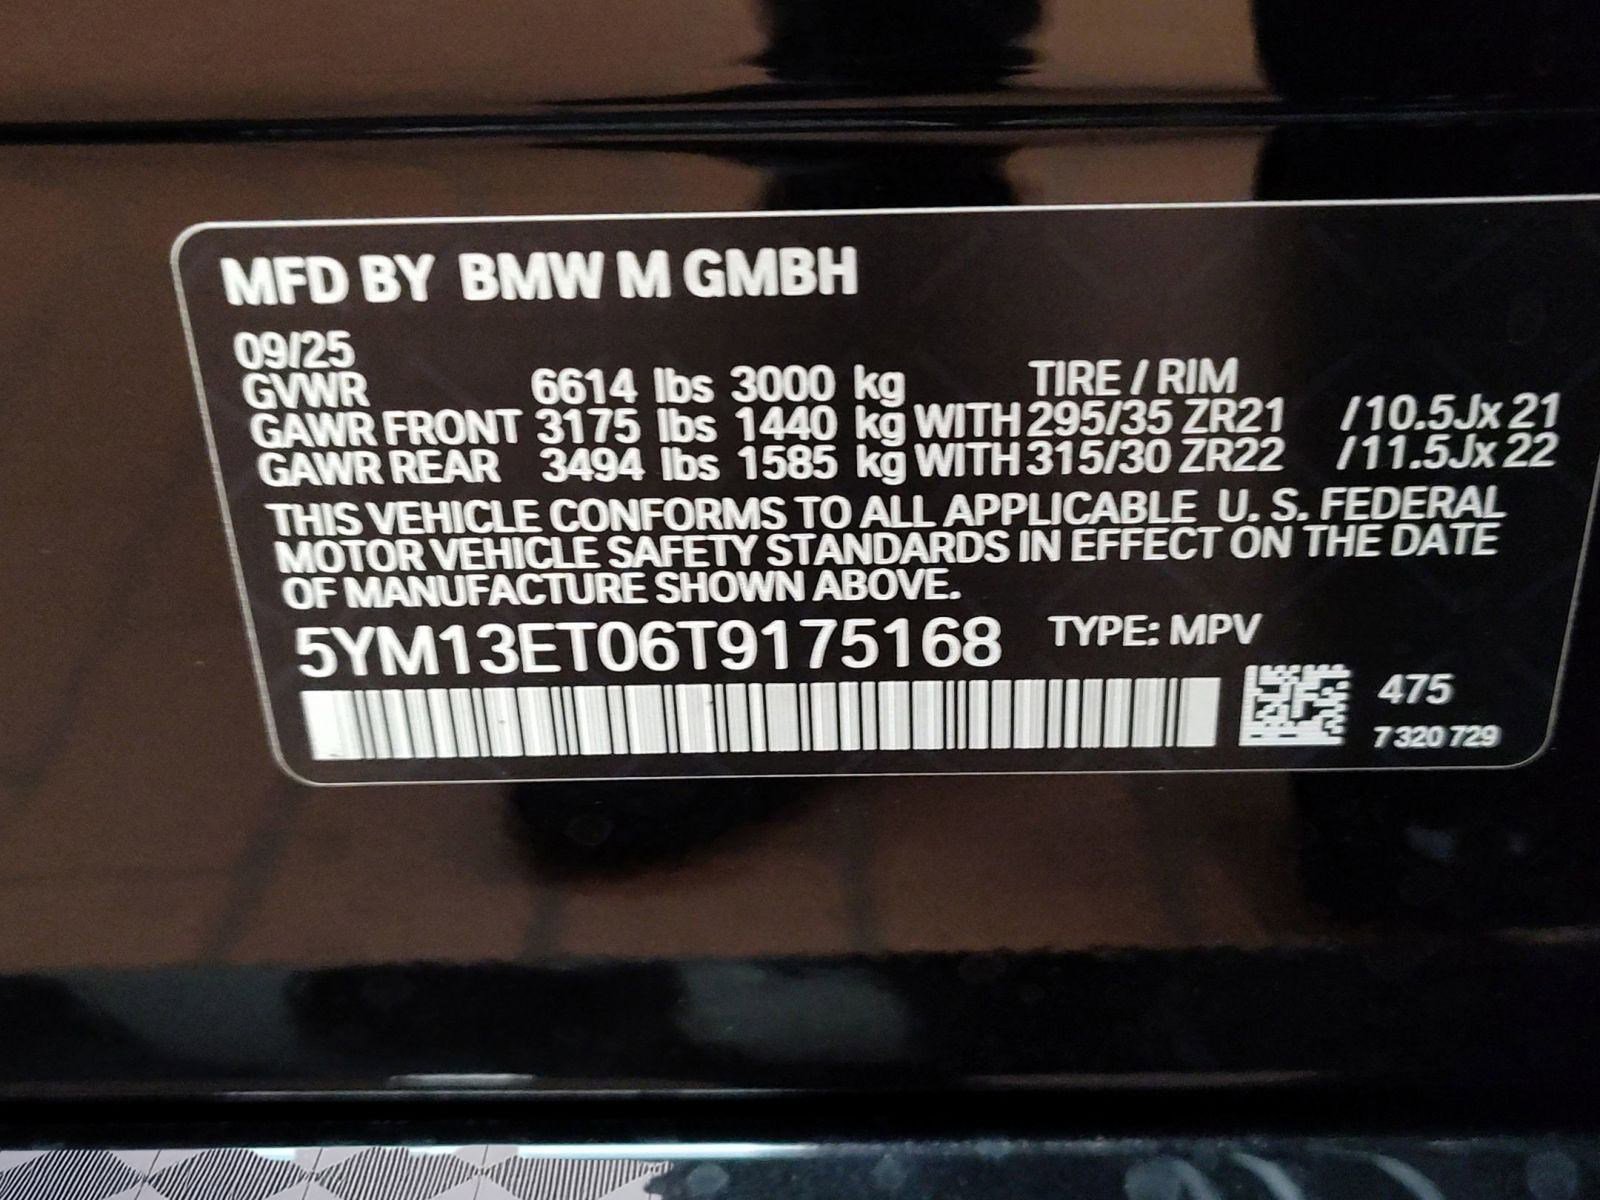 MFD BY BMW M GMBH
09/25
GVWR 6614 lbs 3000 kg TIRE / RIM
GAWR FRONT 3175 lbs 1440 kg WITH 295/35 ZR21 /10.5Jx 21
GAWR REAR 3494 lbs 1585 kg WITH 315/30 ZR22 /11.5Jx 22
THIS VEHICLE CONFORMS TO ALL APPLICABLE U. S. FEDERAL
MOTOR VEHICLE SAFETY STANDARDS IN EFFECT ON THE DATE
OF MANUFACTURE SHOWN ABOVE.
5YM13ET06T9175168 TYPE: MPV
475
7 320 729